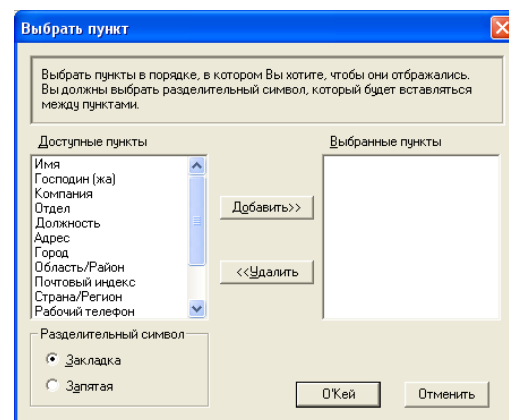 Выбрать пункт
Выбрать пункты в порядке, в котором Вы хотите, чтобы они отбражались.
Вы должны выбрать разделительный символ, который будет вставляться
между пунктами.
Доступные пункты
Выбранные пункты
Имя
Господин (жа)
Компания
Отдел
Должность
Адрес
Город
Область/Район
Почтовый индекс
Страна/Регион
Рабочий телефон
Добавить>>
<<Удалить
Разделительный символ
Закладка
Запятая
О'Кей
Отменить